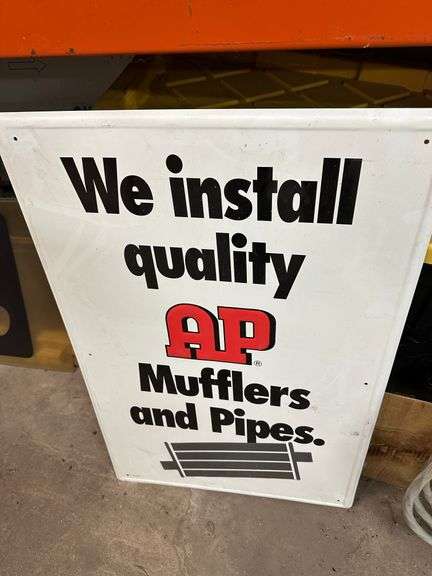 We install
quality
AP®
Mufflers
and Pipes.